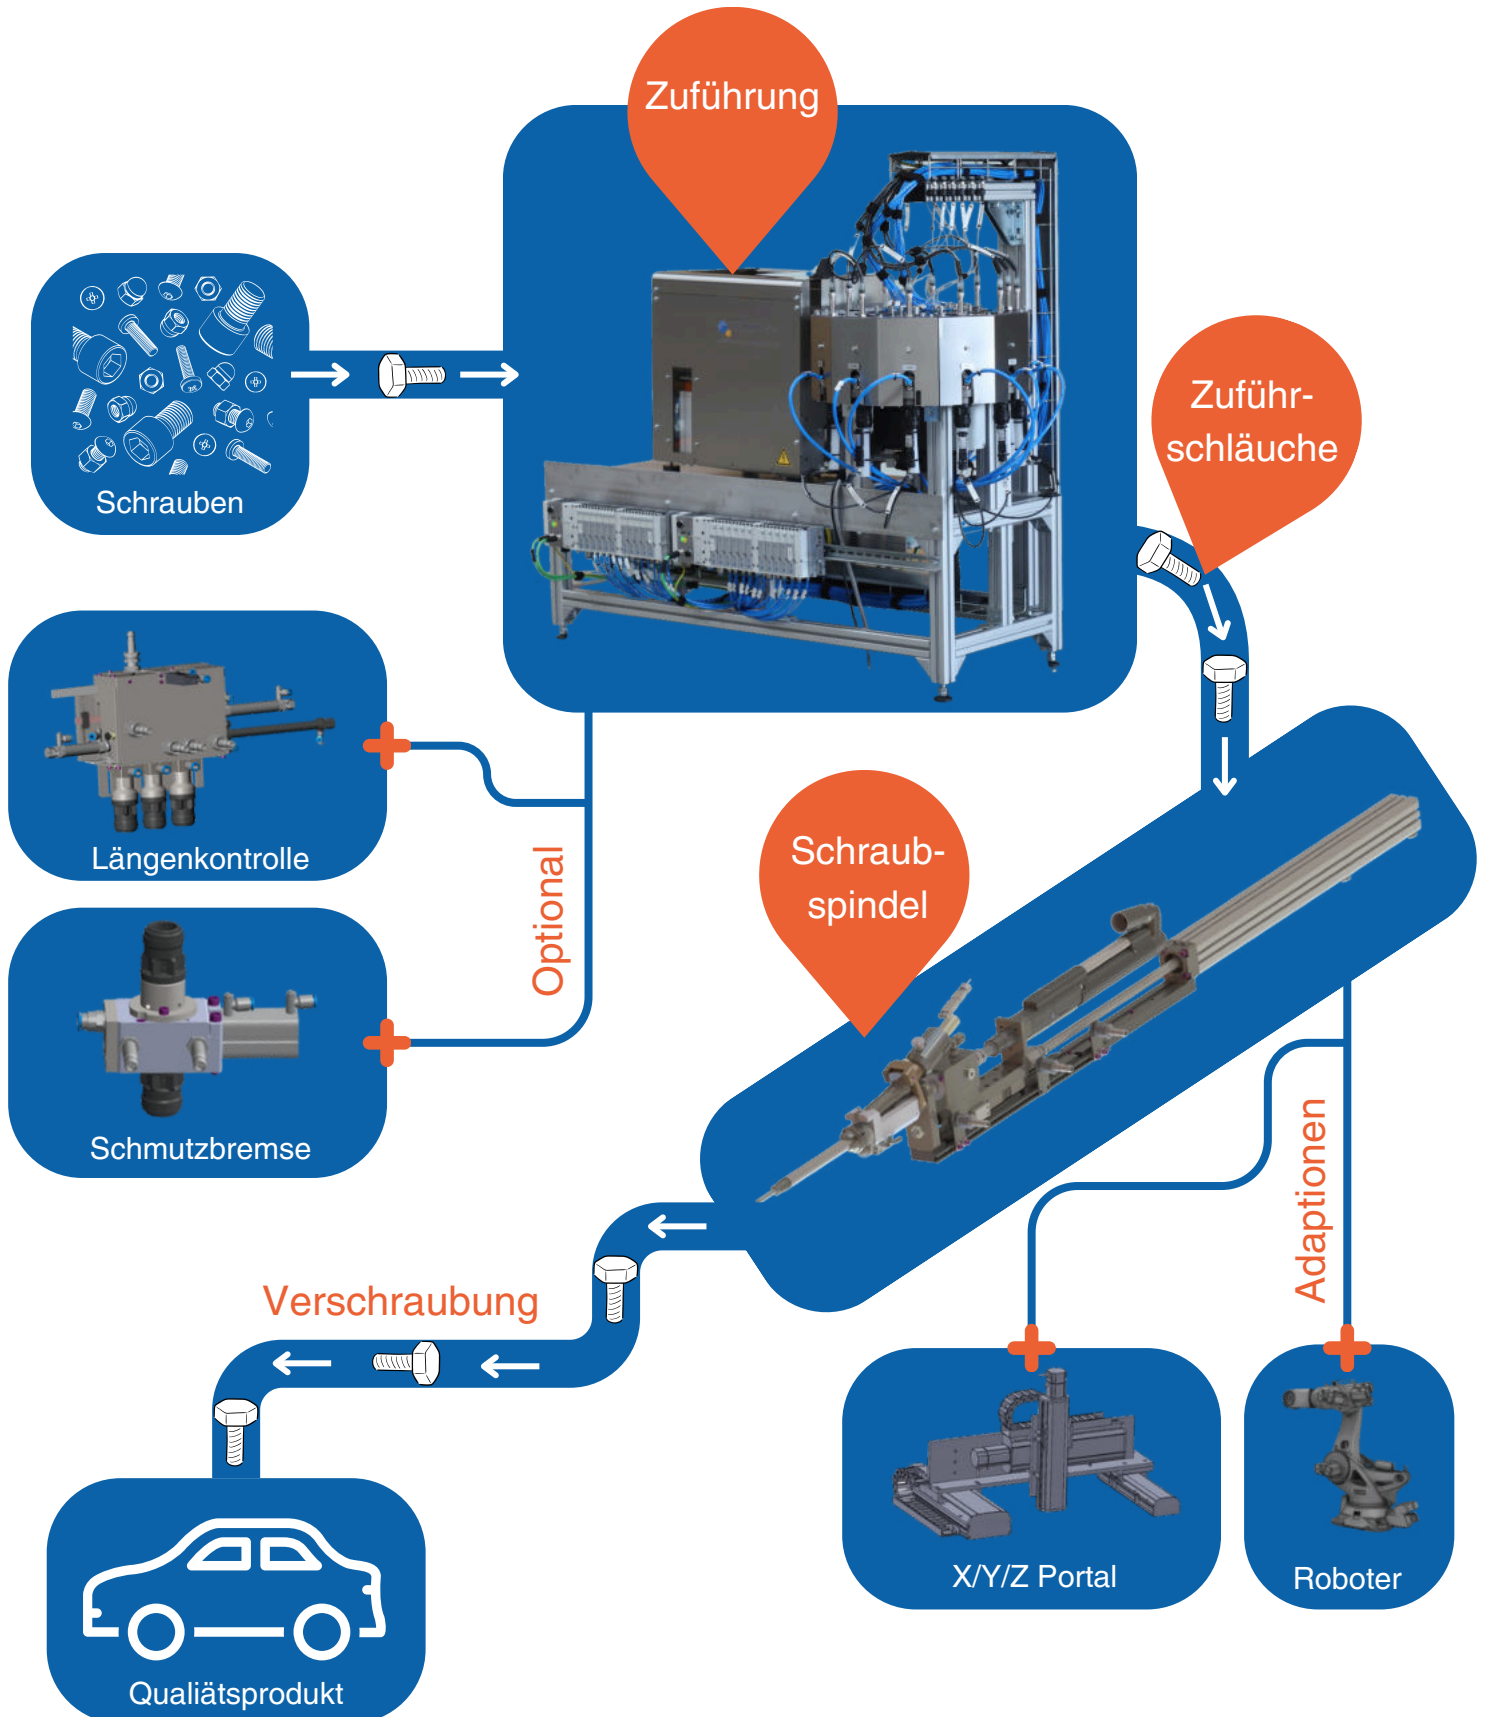 Zuführung
Schrauben
Zuführ-
schläuche
Längenkontrolle
Optional
Schmutzbremse
Schraub-
spindel
Adaptionen
Verschraubung
X/Y/Z Portal
Roboter
Qualiätsprodukt